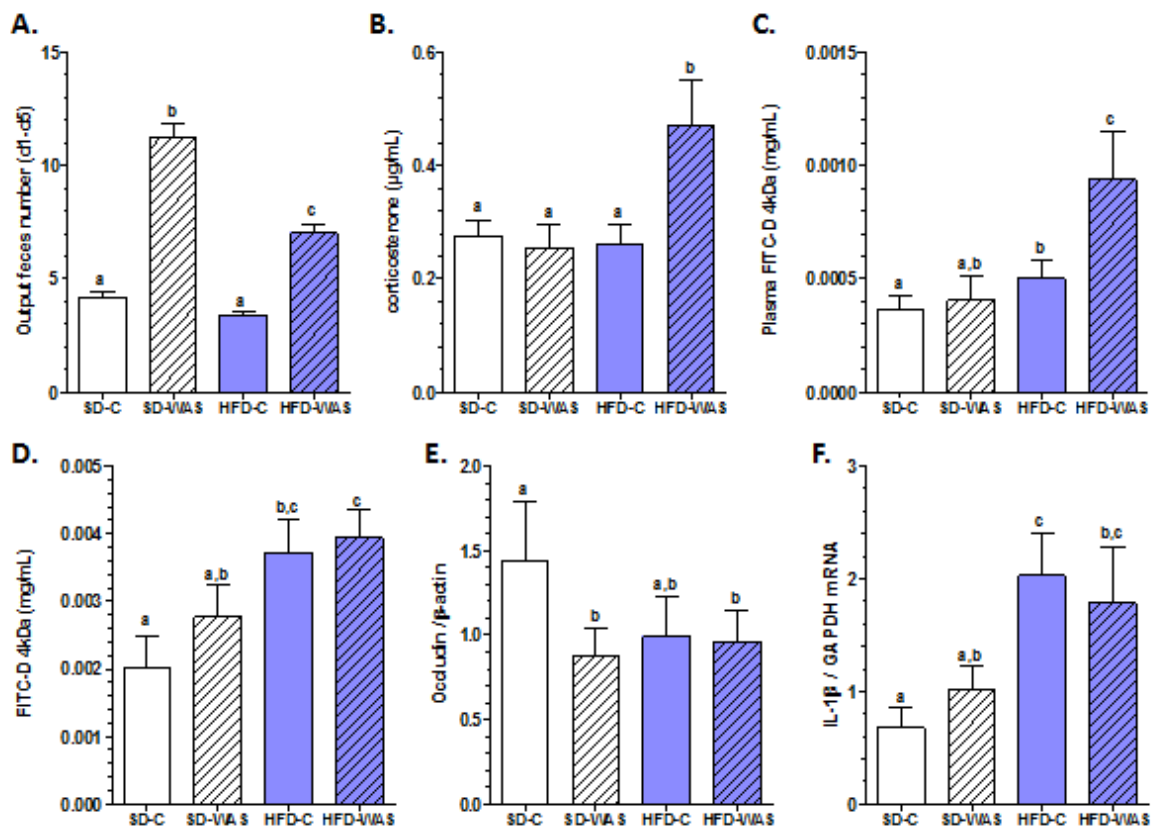 A.
Output feces number (d1-d5)
15
10
5
0
a
b
a
c
SD-C
SD-WAS
HFD-C
HFD-WAS
B.
corticosterone (µg/mL)
0.6
0.4
0.2
0.0
a
a
a
b
SD-C
SD-WAS
HFD-C
HFD-WAS
C.
Plasma FITC-D 4kDa (mg/mL)
0.0015
0.0010
0.0005
0.0000
a
a,b
b
c
SD-C
SD-WAS
HFD-C
HFD-WAS
D.
FITC-D 4kDa (mg/mL)
0.005
0.004
0.003
0.002
0.001
0.000
a
a,b
b,c
c
SD-C
SD-WAS
HFD-C
HFD-WAS
E.
Occludin / β-actin
2.0
1.5
1.0
0.5
0.0
a
b
a,b
b
SD-C
SD-WAS
HFD-C
HFD-WAS
F.
IL-1β / GAPDH mRNA
3
2
1
0
a
a,b
c
b,c
SD-C
SD-WAS
HFD-C
HFD-WAS